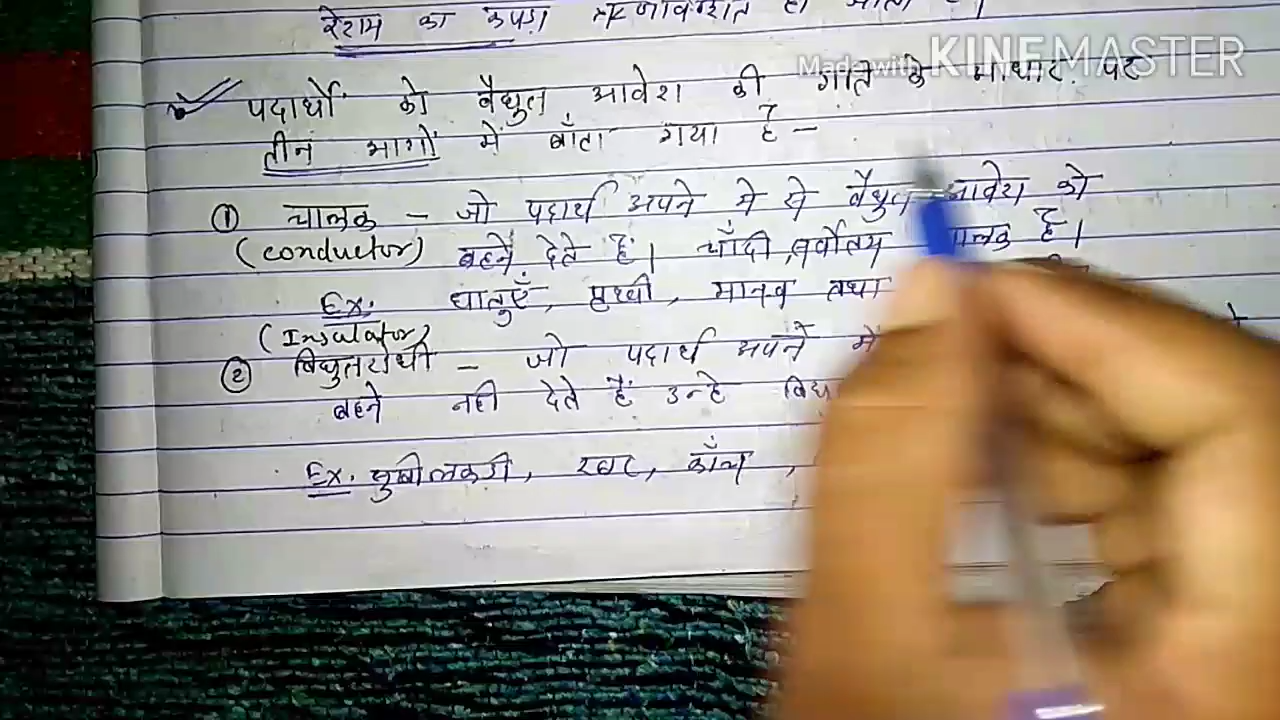 रेशम का कपड़ा ऋणावेशित हो जाता है।
Made with KINEMASTER
पदार्थों को वैधुत आवेश की गति के आधार पर
तीन भागों में बाँटा गया है -
① चालक - जो पदार्थ अपने मे से वैधुत आवेश को
(conductor) बहने देते हैं। चाँदी सर्वोतम चालक है।
Ex. धातुएँ, पृथ्वी, मानव तथा
(Insulator)
② विधुतरोधी - जो पदार्थ अपने में
बहने नही देते हैं उन्हे विधु
Ex. सुखी लकडी, रबर, काँच,